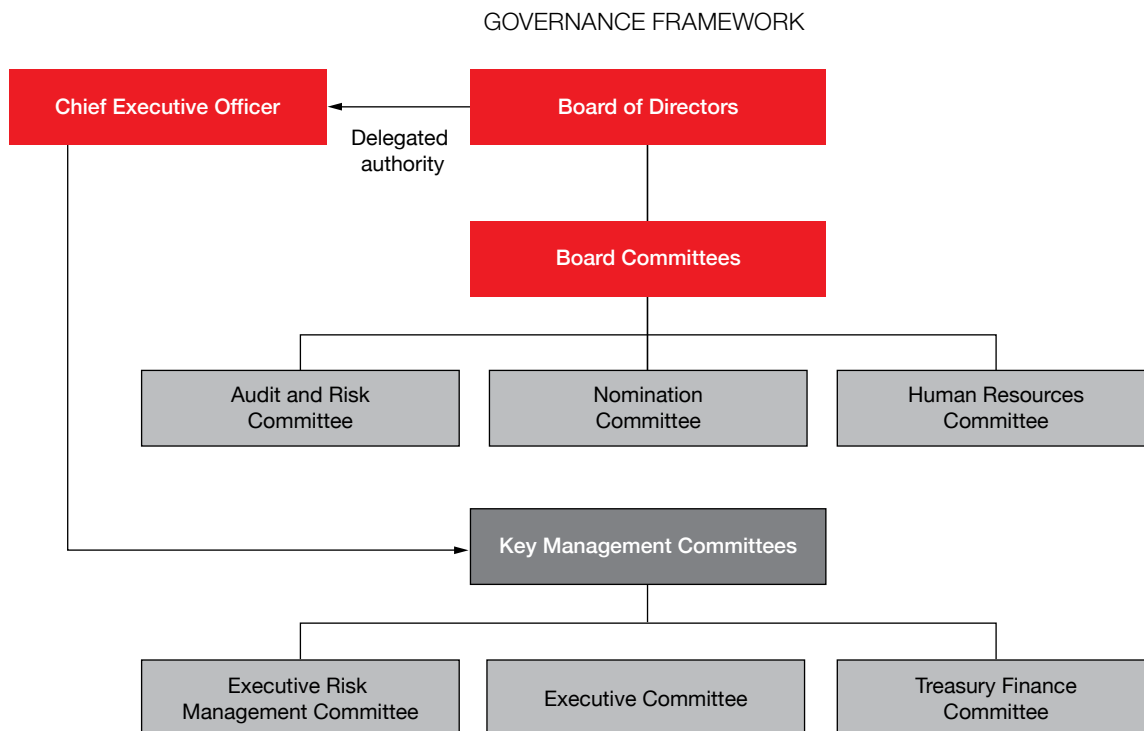 GOVERNANCE FRAMEWORK
Chief Executive Officer
Board of Directors
Delegated
authority
Board Committees
Audit and Risk
Committee
Nomination
Committee
Human Resources
Committee
Key Management Committees
Executive Risk
Management Committee
Executive Committee
Treasury Finance
Committee